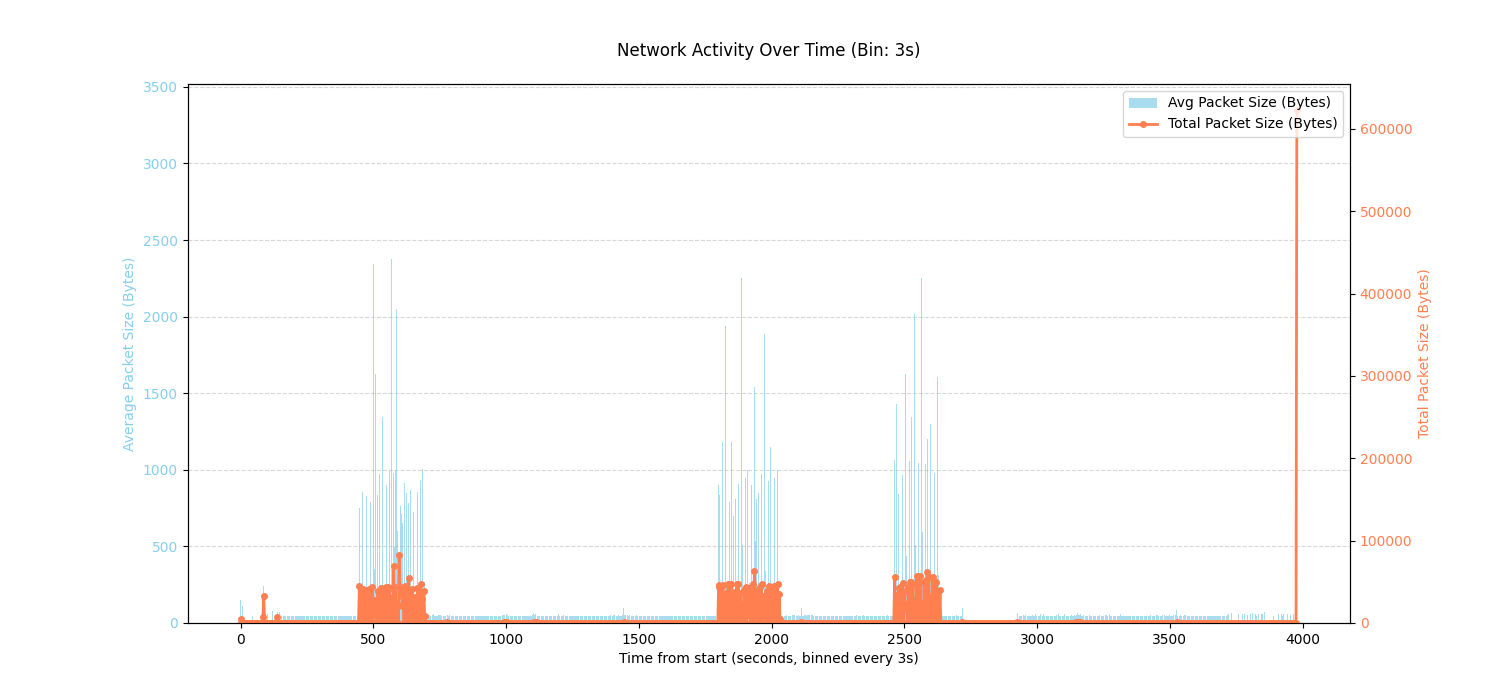 Network Activity Over Time (Bin: 3s)
Avg Packet Size (Bytes)
Total Packet Size (Bytes)
Average Packet Size (Bytes)
3500
3000
2500
2000
1500
1000
500
0
600000
500000
400000
300000
200000
100000
0
Total Packet Size (Bytes)
0 500 1000 1500 2000 2500 3000 3500 4000
Time from start (seconds, binned every 3s)